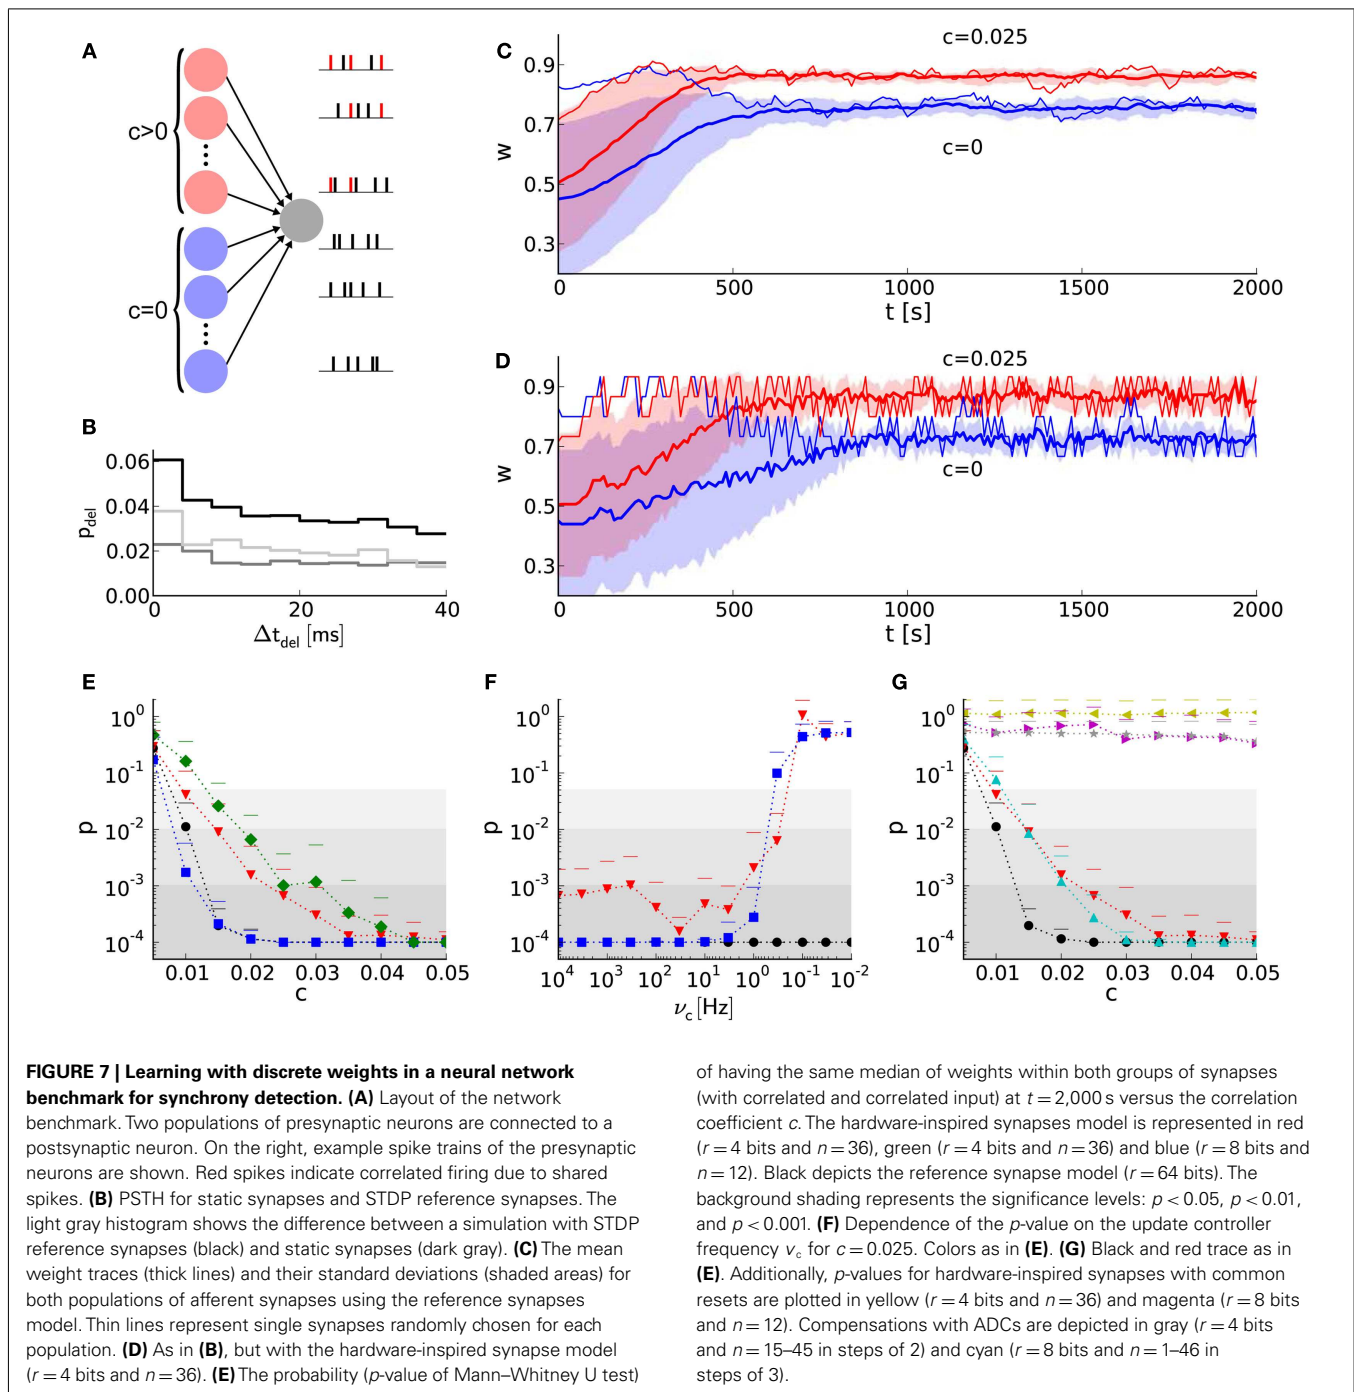 A
c>0
c=0
B
0.06
0.04
0.02
0.00
p_del
0
20
40
Δt_del [ms]
C
c=0.025
0.9
0.7
0.5
0.3
w
c=0
0
500
1000
1500
2000
t [s]
D
c=0.025
0.9
0.7
0.5
0.3
w
c=0
0
500
1000
1500
2000
t [s]
E
10^0
10^-1
10^-2
10^-3
10^-4
p
0.01
0.02
0.03
0.04
0.05
c
F
10^4
10^3
10^2
10^1
10^0
10^-1
10^-2
ν_c [Hz]
G
10^0
10^-1
10^-2
10^-3
10^-4
p
0.01
0.02
0.03
0.04
0.05
c
FIGURE 7 | Learning with discrete weights in a neural network
benchmark for synchrony detection. (A) Layout of the network
benchmark. Two populations of presynaptic neurons are connected to a
postsynaptic neuron. On the right, example spike trains of the presynaptic
neurons are shown. Red spikes indicate correlated firing due to shared
spikes. (B) PSTH for static synapses and STDP reference synapses. The
light gray histogram shows the difference between a simulation with STDP
reference synapses (black) and static synapses (dark gray). (C) The mean
weight traces (thick lines) and their standard deviations (shaded areas) for
both populations of afferent synapses using the reference synapses
model. Thin lines represent single synapses randomly chosen for each
population. (D) As in (B), but with the hardware-inspired synapse model
(r = 4 bits and n = 36). (E) The probability (p-value of Mann–Whitney U test)
of having the same median of weights within both groups of synapses
(with correlated and correlated input) at t = 2,000 s versus the correlation
coefficient c. The hardware-inspired synapses model is represented in red
(r = 4 bits and n = 36), green (r = 4 bits and n = 36) and blue (r = 8 bits and
n = 12). Black depicts the reference synapse model (r = 64 bits). The
background shading represents the significance levels: p < 0.05, p < 0.01,
and p < 0.001. (F) Dependence of the p-value on the update controller
frequency ν_c for c = 0.025. Colors as in (E). (G) Black and red trace as in
(E). Additionally, p-values for hardware-inspired synapses with common
resets are plotted in yellow (r = 4 bits and n = 36) and magenta (r = 8 bits
and n = 12). Compensations with ADCs are depicted in gray (r = 4 bits
and n = 15–45 in steps of 2) and cyan (r = 8 bits and n = 1–46 in
steps of 3).